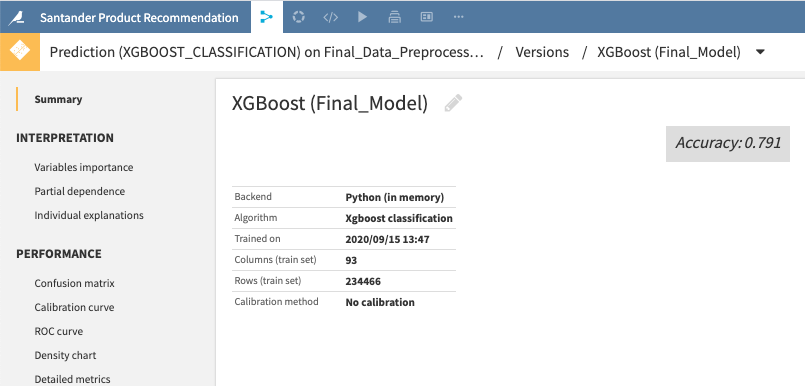 Santander Product Recommendation
Prediction (XGBOOST_CLASSIFICATION) on Final_Data_Preprocess... / Versions / XGBoost (Final_Model)
Summary
INTERPRETATION
Variables importance
Partial dependence
Individual explanations
PERFORMANCE
Confusion matrix
Calibration curve
ROC curve
Density chart
Detailed metrics
XGBoost (Final_Model)
Accuracy: 0.791
Backend Python (in memory)
Algorithm Xgboost classification
Trained on 2020/09/15 13:47
Columns (train set) 93
Rows (train set) 234466
Calibration method No calibration